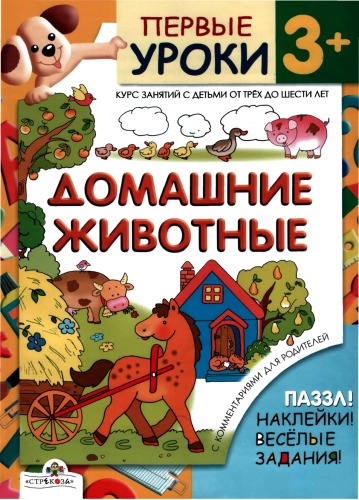 ПЕРВЫЕ
УРОКИ
3+
КУРС ЗАНЯТИЙ С ДЕТЬМИ ОТ ТРЁХ ДО ШЕСТИ ЛЕТ
ДОМАШНИЕ
ЖИВОТНЫЕ
С КОММЕНТАРИЯМИ ДЛЯ РОДИТЕЛЕЙ
ПАЗЗЛ!
НАКЛЕЙКИ!
ВЕСЁЛЫЕ
ЗАДАНИЯ!
«СТРЕКОЗА»